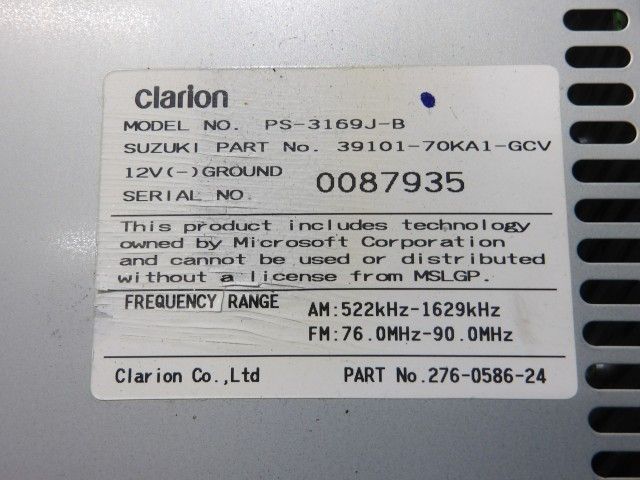 clarion
MODEL NO. PS-3169J-B
SUZUKI PART No. 39101-70KA1-GCV
12V(-)GROUND
SERIAL NO. 0087935
This product includes technology
owned by Microsoft Corporation
and cannot be used or distributed
without a license from MSLGP.
FREQUENCY RANGE AM:522kHz-1629kHz
FM:76.0MHz-90.0MHz
Clarion Co.,Ltd PART No.276-0586-24